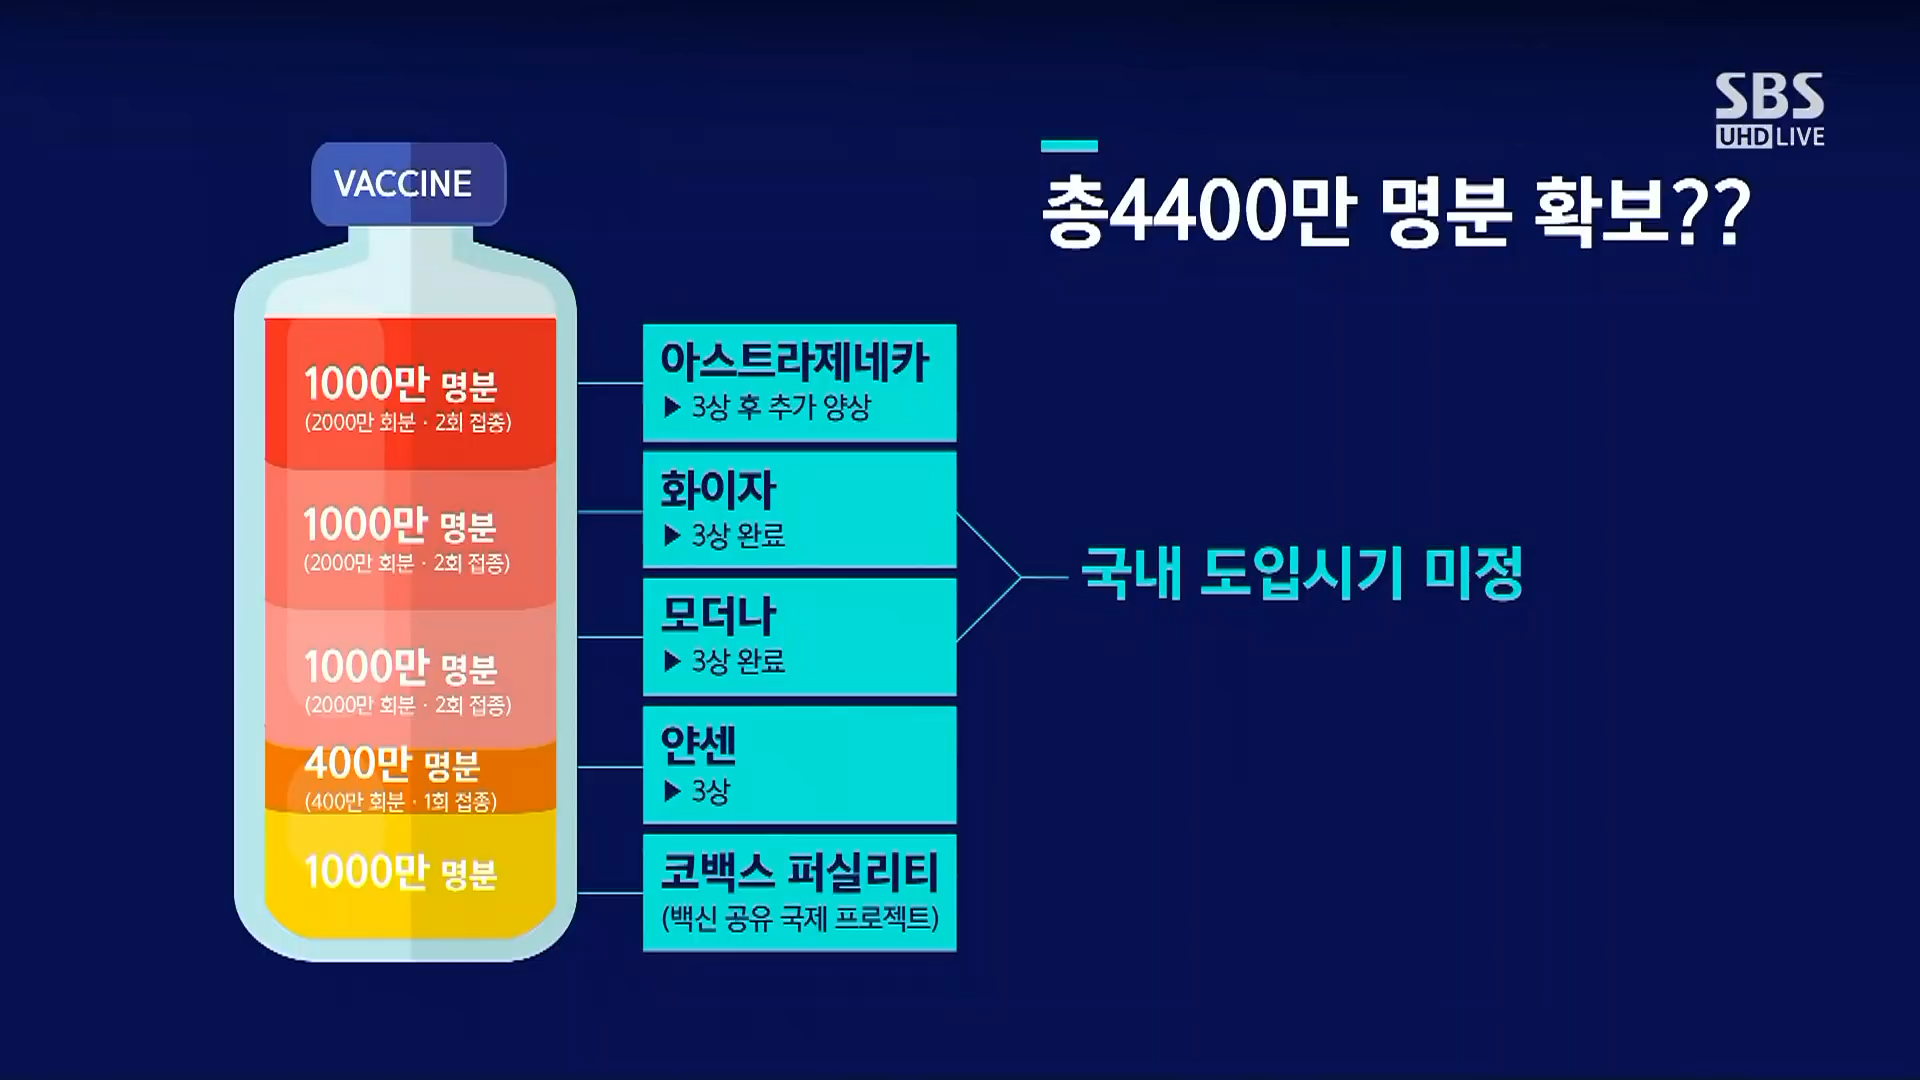 SBS
UHD LIVE
VACCINE
총4400만 명분 확보??
1000만 명분
(2000만 회분 · 2회 접종)
아스트라제네카
▶ 3상 후 추가 양상
1000만 명분
(2000만 회분 · 2회 접종)
화이자
▶ 3상 완료
국내 도입시기 미정
1000만 명분
(2000만 회분 · 2회 접종)
모더나
▶ 3상 완료
400만 명분
(400만 회분 · 1회 접종)
얀센
▶ 3상
1000만 명분
코백스 퍼실리티
(백신 공유 국제 프로젝트)